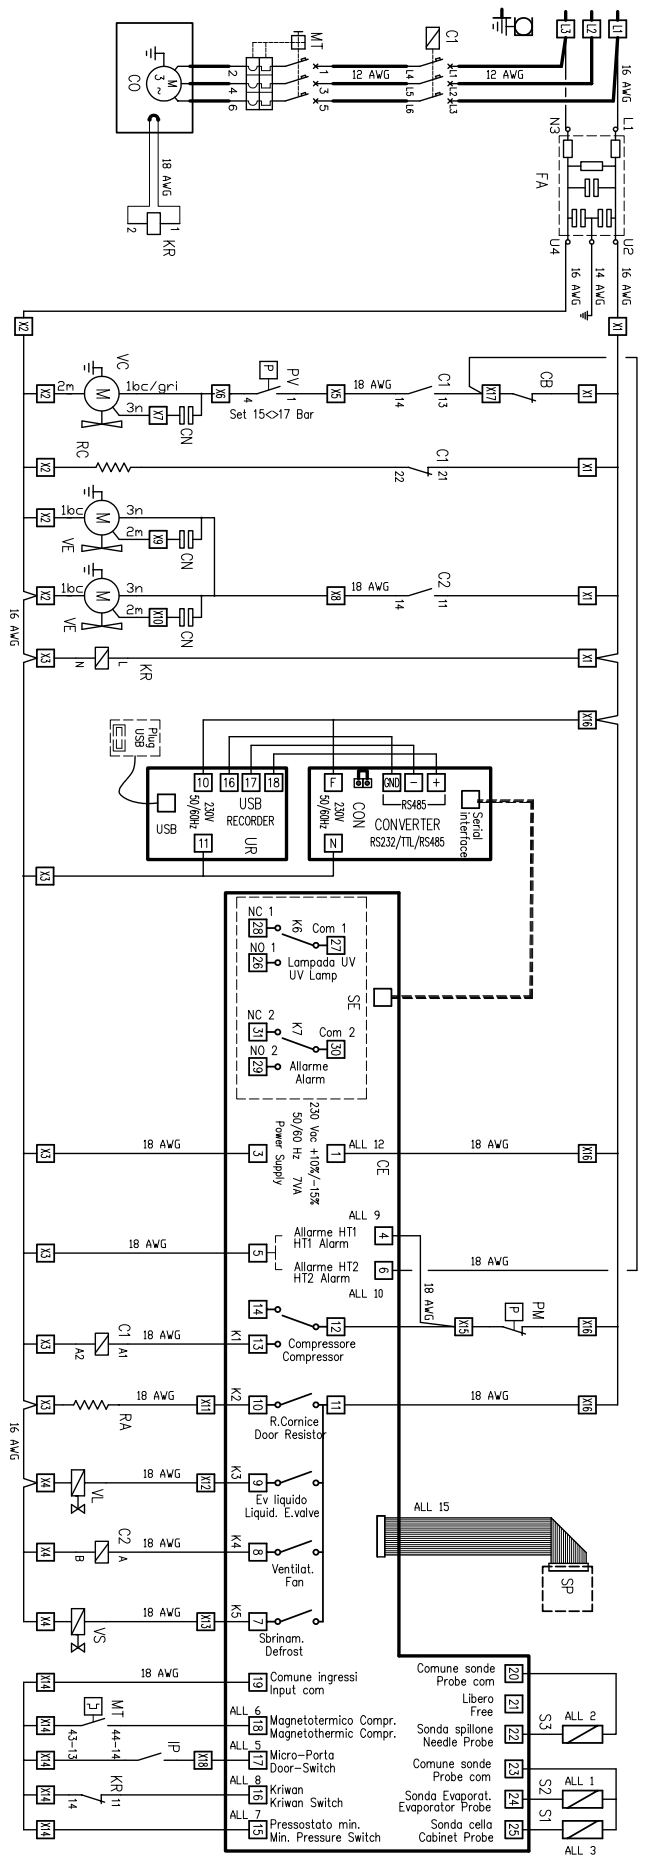 L3
L2
L1
MT
C1
1
3
5
2
4
6
L4
L5
L6
L1
L2
L3
12 AWG
12 AWG
16 AWG
M
3 ~
CO
18 AWG
KR
1
2
N3
L1
FA
U4
U2
16 AWG
14 AWG
16 AWG
X2
X1
VC
X2
2m
M
1bc/gri
3n
X7
CN
X6
4
P
PV
1
Set 15<>17 Bar
X5
18 AWG
C1
14
13
X17
CB
X1
RC
X2
C1
22
21
X1
X2
1bc
M
3n
2m
X9
CN
VE
X2
1bc
M
3n
2m
X10
CN
VE
X8
18 AWG
C2
14
11
X1
16 AWG
X3
N
L
KR
X1
X16
Plug
USB
10
16
17
18
230V
50/60Hz
USB
RECORDER
USB
11
UR
F
GND
−
+
RS485
CON
230V
50/60Hz
CONVERTER
RS232/TTL/RS485
N
Serial
interface
X3
NC 1
28
K6
Com 1
27
NO 1
26
Lampada UV
UV Lamp
SE
NC 2
31
K7
Com 2
30
NO 2
29
Allarme
Alarm
230 Vac +10%/-15%
50/60 Hz 7VA
Power Supply
X3
18 AWG
3
1
ALL 12
CE
18 AWG
X16
ALL 9
Allarme HT1
HT1 Alarm
4
X3
18 AWG
5
Allarme HT2
HT2 Alarm
6
18 AWG
ALL 10
18 AWG
14
12
X15
P
PM
X16
X3
C1
A2
A1
18 AWG
K1
13
Compressore
Compressor
X3
RA
18 AWG
X11
K2
10
11
18 AWG
X16
R.Cornice
Door Resistor
16 AWG
X4
VL
18 AWG
X12
K3
9
Ev liquido
Liquid. E.valve
ALL 15
SP
X4
C2
B
A
18 AWG
K4
8
Ventilat.
Fan
X4
VS
18 AWG
X13
K5
7
Sbrinam.
Defrost
X14
18 AWG
19
Comune ingressi
Input com
Comune sonde
Probe com
20
Libero
Free
21
X14
MT
43-13
44-14
ALL 6
18
Magnetotermico Compr.
Magnetothermic Compr.
Sonda spillone
Needle Probe
22
S3
ALL 2
X14
IP
X18
ALL 5
17
Micro-Porta
Door-Switch
Comune sonde
Probe com
23
X14
KR
14
11
ALL 8
16
Kriwan
Kriwan Switch
Sonda Evaporat.
Evaporator Probe
24
S2
ALL 1
X14
ALL 7
15
Pressostato min.
Min. Pressure Switch
Sonda cella
Cabinet Probe
25
S1
ALL 3